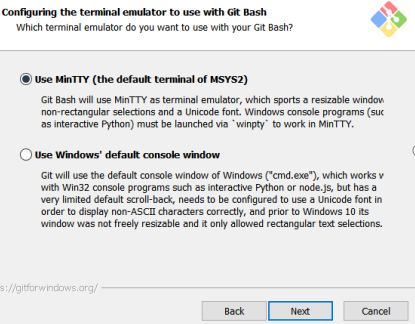 Configuring the terminal emulator to use with Git Bash
Which terminal emulator do you want to use with your Git Bash?
Use MinTTY (the default terminal of MSYS2)
Git Bash will use MinTTY as terminal emulator, which sports a resizable window
non-rectangular selections and a Unicode font. Windows console programs (suc
as interactive Python) must be launched via `winpty` to work in MinTTY.
Use Windows' default console window
Git will use the default console window of Windows ("cmd.exe"), which works w
with Win32 console programs such as interactive Python or node.js, but has a
very limited default scroll-back, needs to be configured to use a Unicode font in
order to display non-ASCII characters correctly, and prior to Windows 10 its
window was not freely resizable and it only allowed rectangular text selections.
s://gitforwindows.org/
Back Next Cancel